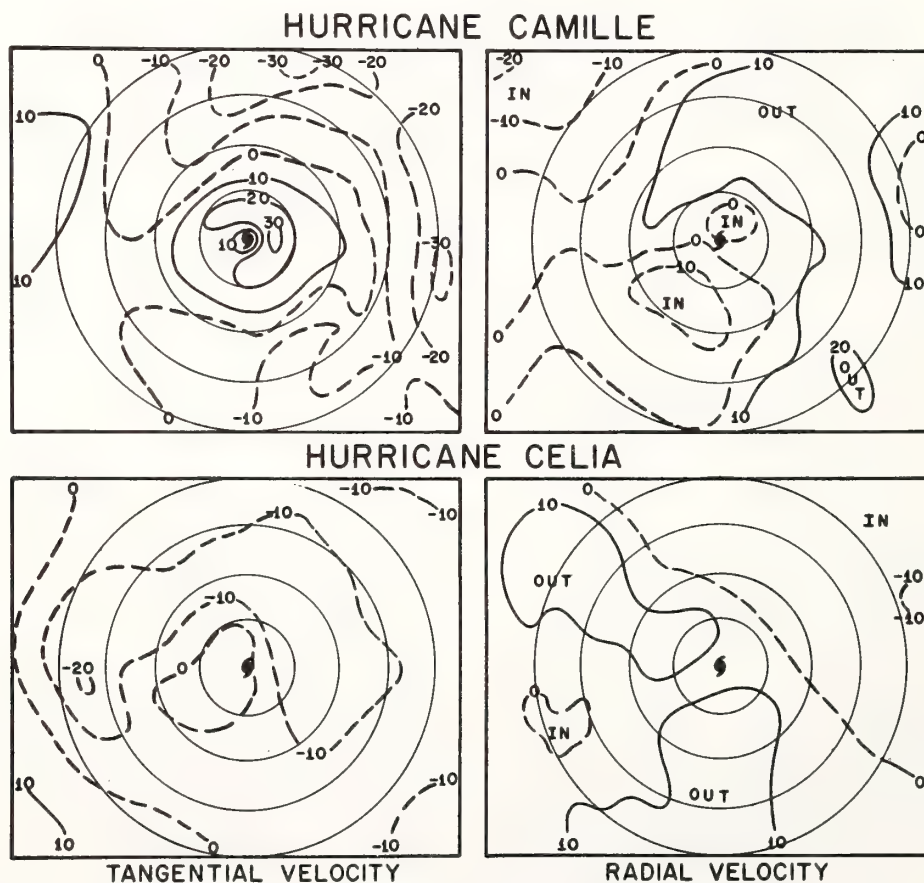 HURRICANE CAMILLE
0 -10 -20 -30 -30 -20
10
-20
0
10
20
30
10
-30
10
-20
-10
0 -10 -10
-20 -10 0 10
IN
OUT
-10 10
0
0
0
IN
0
0
10
IN
10
0
20
OUT
0
10
HURRICANE CELIA
0 -10
-10 -10
-10
-20 0
-10
-10
10
10 0 -10
TANGENTIAL VELOCITY
0
10
IN
OUT
-10
-10
0
IN
0
OUT
10 10
RADIAL VELOCITY